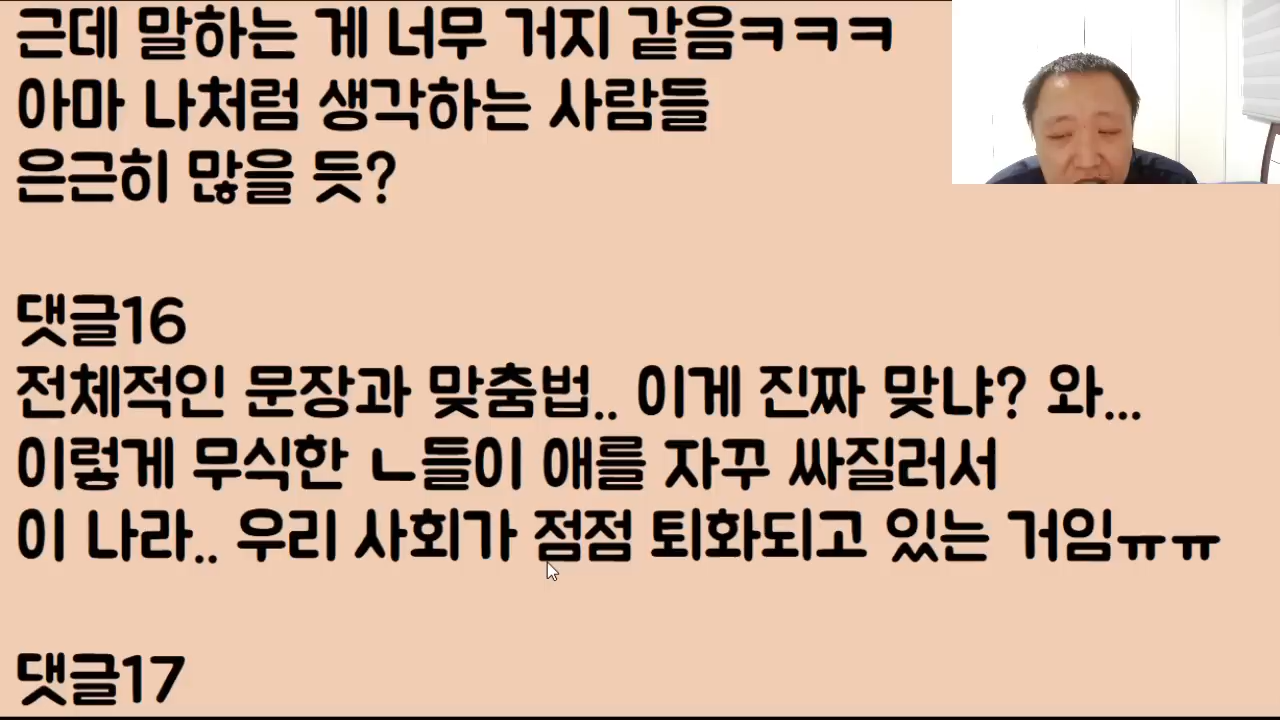 근데 말하는 게 너무 거지 같음ㅋㅋㅋ
아마 나처럼 생각하는 사람들
은근히 많을 듯?
댓글16
전체적인 문장과 맞춤법.. 이게 진짜 맞냐? 와...
이렇게 무식한 ㄴ들이 애를 자꾸 싸질러서
이 나라.. 우리 사회가 점점 퇴화되고 있는 거임ㅠㅠ
댓글17